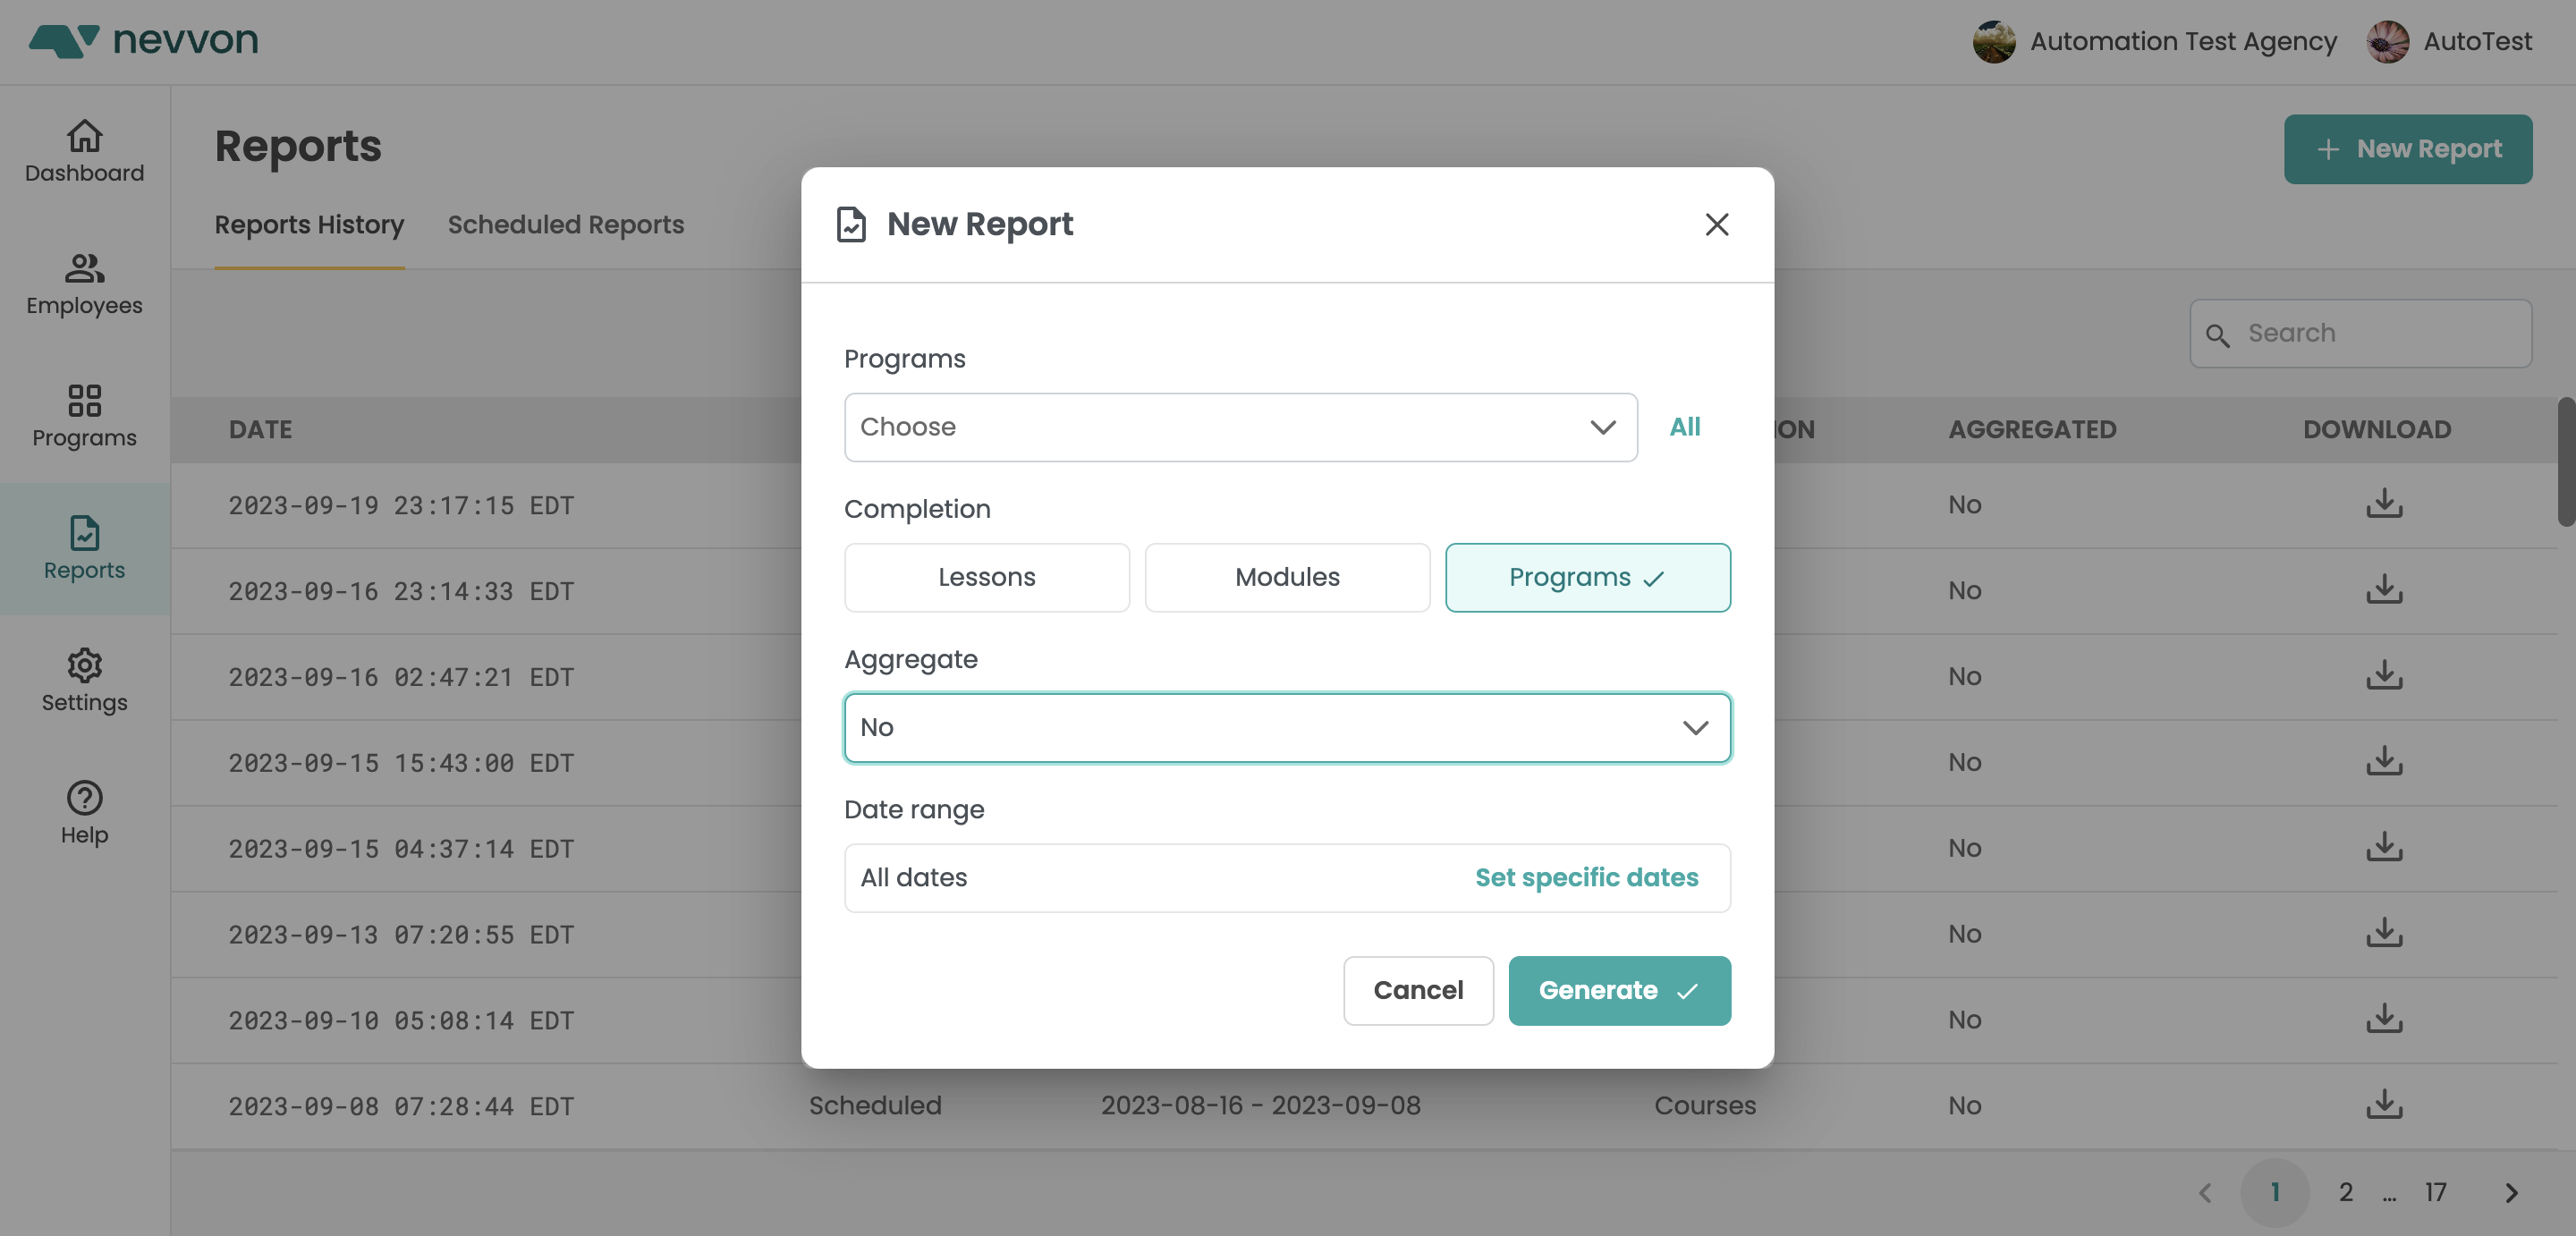 nevvon
Automation Test Agency
AutoTest
Dashboard
Employees
Programs
Reports
Settings
Help
Reports
New Report
Reports History
Scheduled Reports
Search
DATE
ION
AGGREGATED
DOWNLOAD
2023-09-19 23:17:15 EDT
No
2023-09-16 23:14:33 EDT
No
2023-09-16 02:47:21 EDT
No
2023-09-15 15:43:00 EDT
No
2023-09-15 04:37:14 EDT
No
2023-09-13 07:20:55 EDT
No
2023-09-10 05:08:14 EDT
No
2023-09-08 07:28:44 EDT
Scheduled
2023-08-16 - 2023-09-08
Courses
No
1
2
...
17
New Report
Programs
Choose
All
Completion
Lessons
Modules
Programs
Aggregate
No
Date range
All dates
Set specific dates
Cancel
Generate